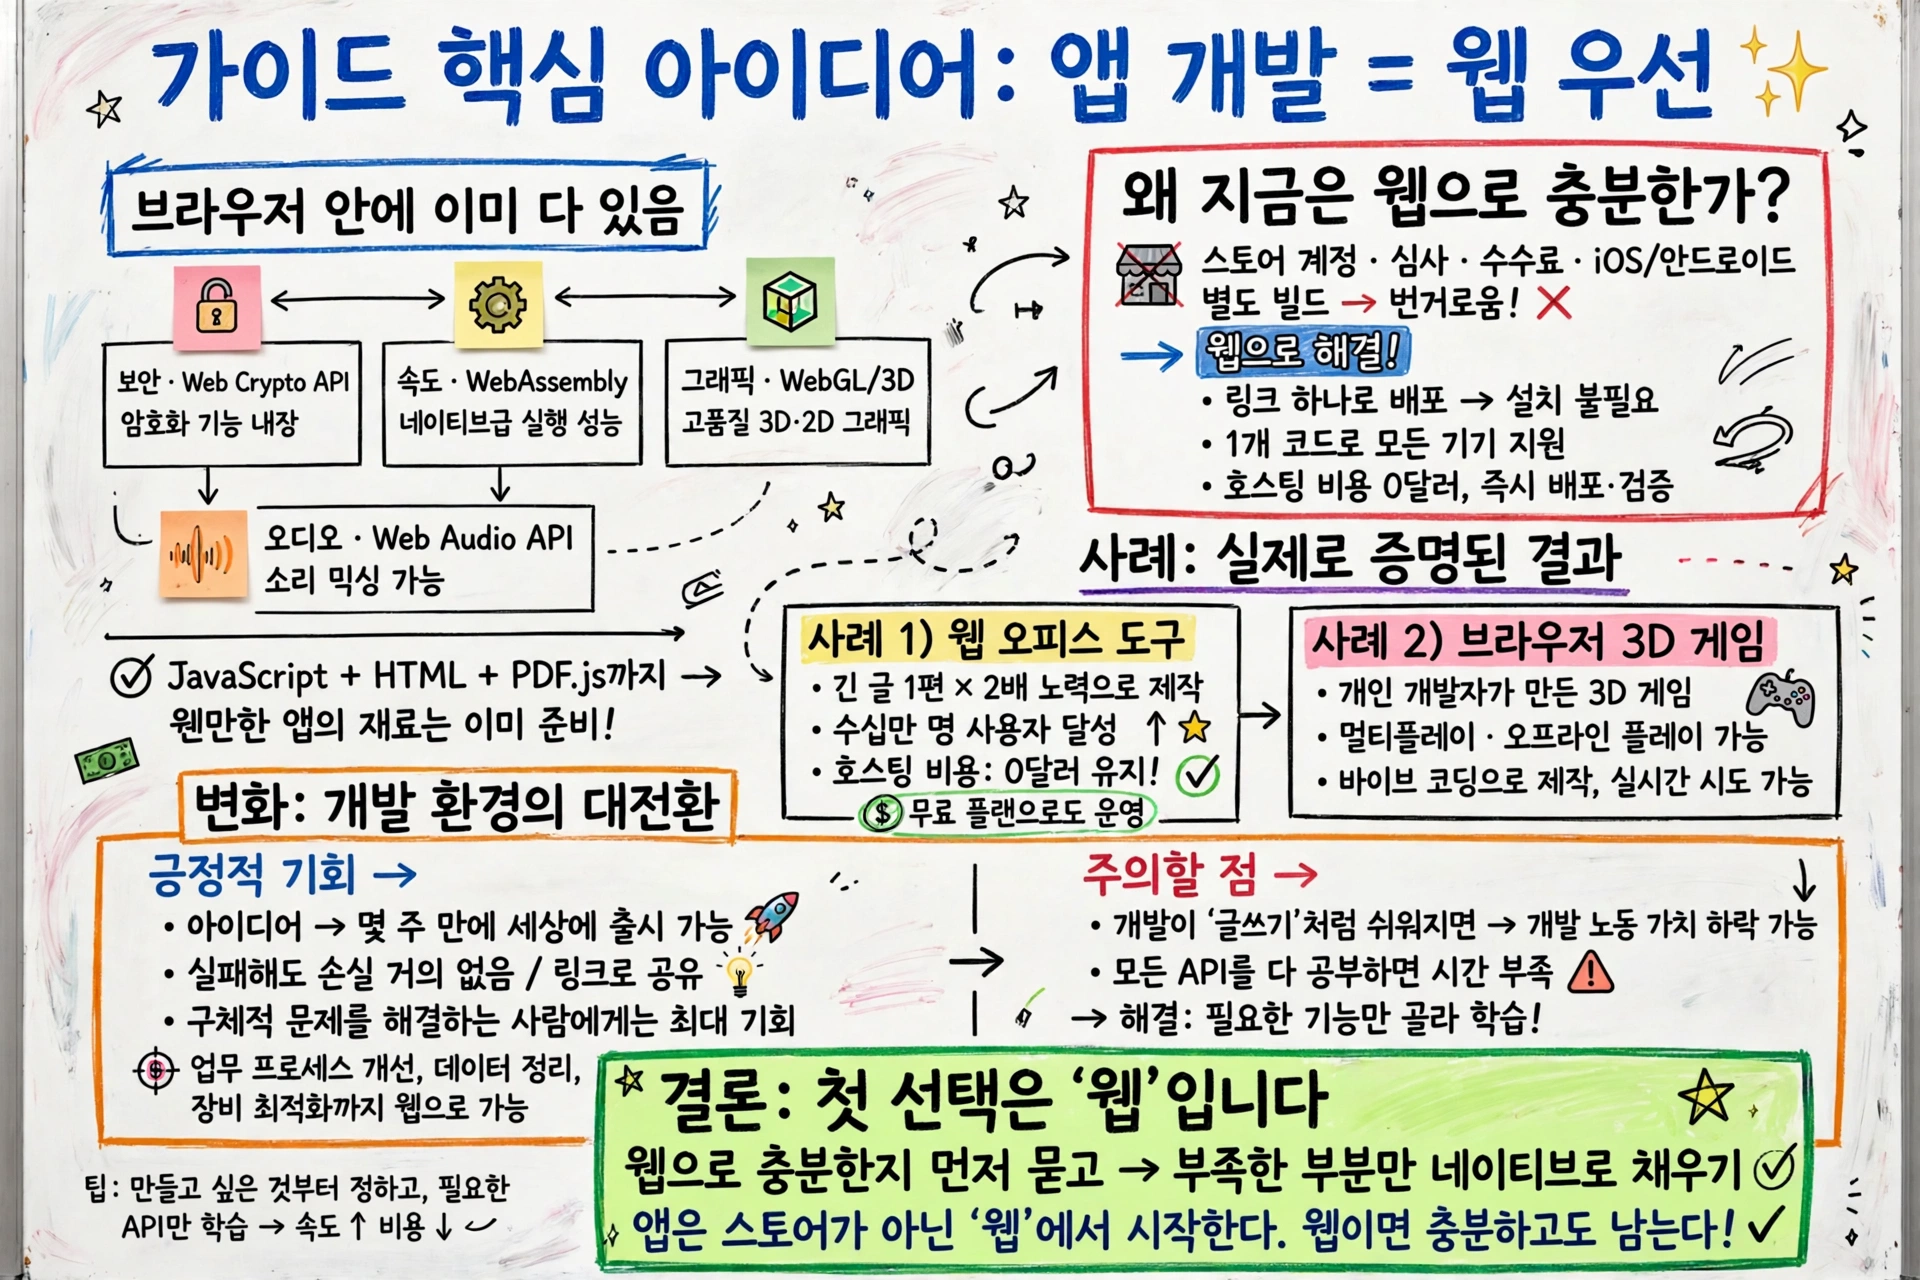 가이드 핵심 아이디어: 앱 개발 = 웹 우선
브라우저 안에 이미 다 있음
보안 · Web Crypto API
암호화 기능 내장
속도 · WebAssembly
네이티브급 실행 성능
그래픽 · WebGL/3D
고품질 3D·2D 그래픽
오디오 · Web Audio API
소리 믹싱 가능
JavaScript + HTML + PDF.js까지 →
웬만한 앱의 재료는 이미 준비!
왜 지금은 웹으로 충분한가?
스토어 계정 · 심사 · 수수료 · iOS/안드로이드
별도 빌드 → 번거로움!
→ 웹으로 해결!
• 링크 하나로 배포 → 설치 불필요
• 1개 코드로 모든 기기 지원
• 호스팅 비용 0달러, 즉시 배포·검증
사례: 실제로 증명된 결과
사례 1) 웹 오피스 도구
• 긴 글 1편 × 2배 노력으로 제작
• 수십만 명 사용자 달성 ↑
• 호스팅 비용: 0달러 유지!
$ 무료 플랜으로도 운영
사례 2) 브라우저 3D 게임
• 개인 개발자가 만든 3D 게임
• 멀티플레이 · 오프라인 플레이 가능
• 바이브 코딩으로 제작, 실시간 시도 가능
변화: 개발 환경의 대전환
긍정적 기회 →
• 아이디어 → 몇 주 만에 세상에 출시 가능
• 실패해도 손실 거의 없음 / 링크로 공유
• 구체적 문제를 해결하는 사람에게는 최대 기회
$ 업무 프로세스 개선, 데이터 정리,
장비 최적화까지 웹으로 가능
주의할 점 →
• 개발이 ‘글쓰기’처럼 쉬워지면 → 개발 노동 가치 하락 가능
• 모든 API를 다 공부하면 시간 부족
→ 해결: 필요한 기능만 골라 학습!
팁: 만들고 싶은 것부터 정하고, 필요한
API만 학습 → 속도 ↑ 비용 ↓
결론: 첫 선택은 ‘웹’입니다
웹으로 충분한지 먼저 묻고 → 부족한 부분만 네이티브로 채우기
앱은 스토어가 아닌 ‘웹’에서 시작한다. 웹이면 충분하고도 남는다!